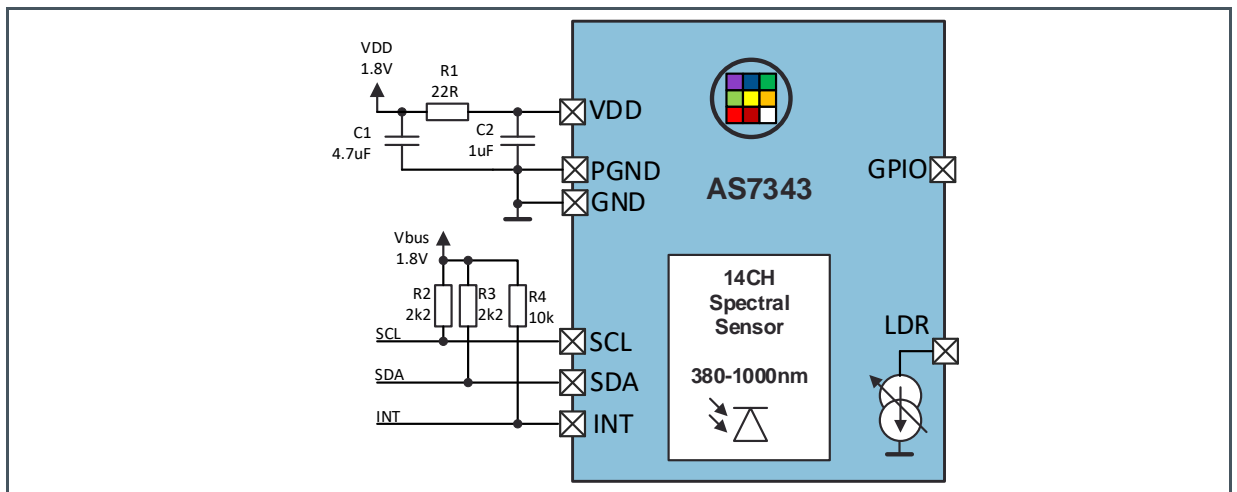 VDD
1.8V
R1
22R
C1
4.7uF
C2
1uF
VDD
PGND
GND
AS7343
GPIO
Vbus
1.8V
R2
2k2
R3
2k2
R4
10k
SCL
SDA
INT
SCL
SDA
INT
14CH
Spectral
Sensor
380-1000nm
LDR